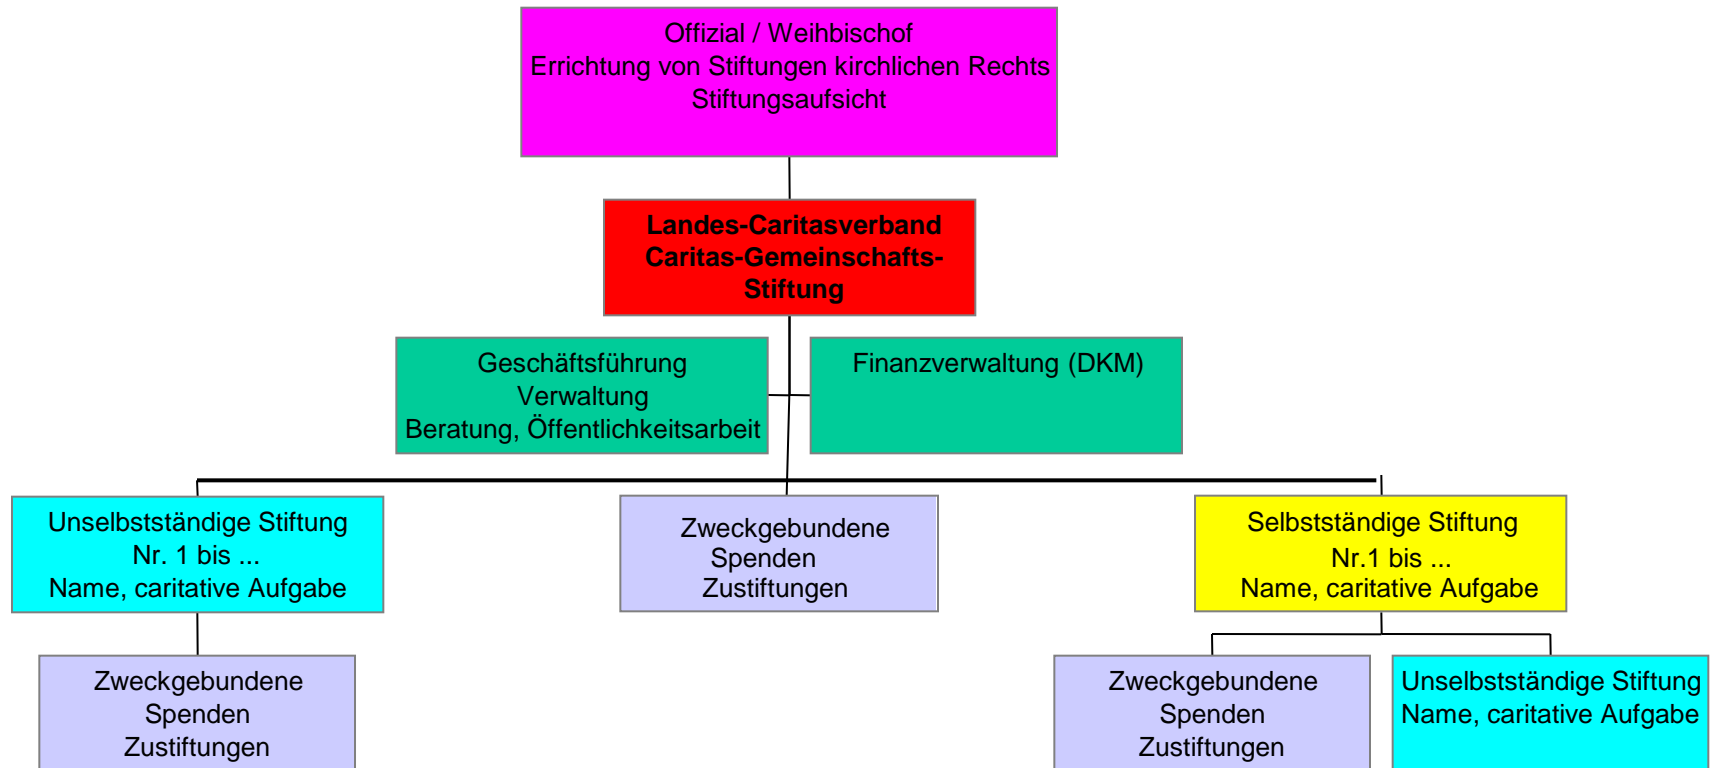 Offizial / Weihbischof
Errichtung von Stiftungen kirchlichen Rechts
Stiftungsaufsicht
Landes-Caritasverband
Caritas-Gemeinschafts-
Stiftung
Geschäftsführung
Verwaltung
Beratung, Öffentlichkeitsarbeit
Finanzverwaltung (DKM)
Unselbstständige Stiftung
Nr. 1 bis ...
Name, caritative Aufgabe
Zweckgebundene
Spenden
Zustiftungen
Selbstständige Stiftung
Nr.1 bis ...
Name, caritative Aufgabe
Zweckgebundene
Spenden
Zustiftungen
Zweckgebundene
Spenden
Zustiftungen
Unselbstständige Stiftung
Name, caritative Aufgabe